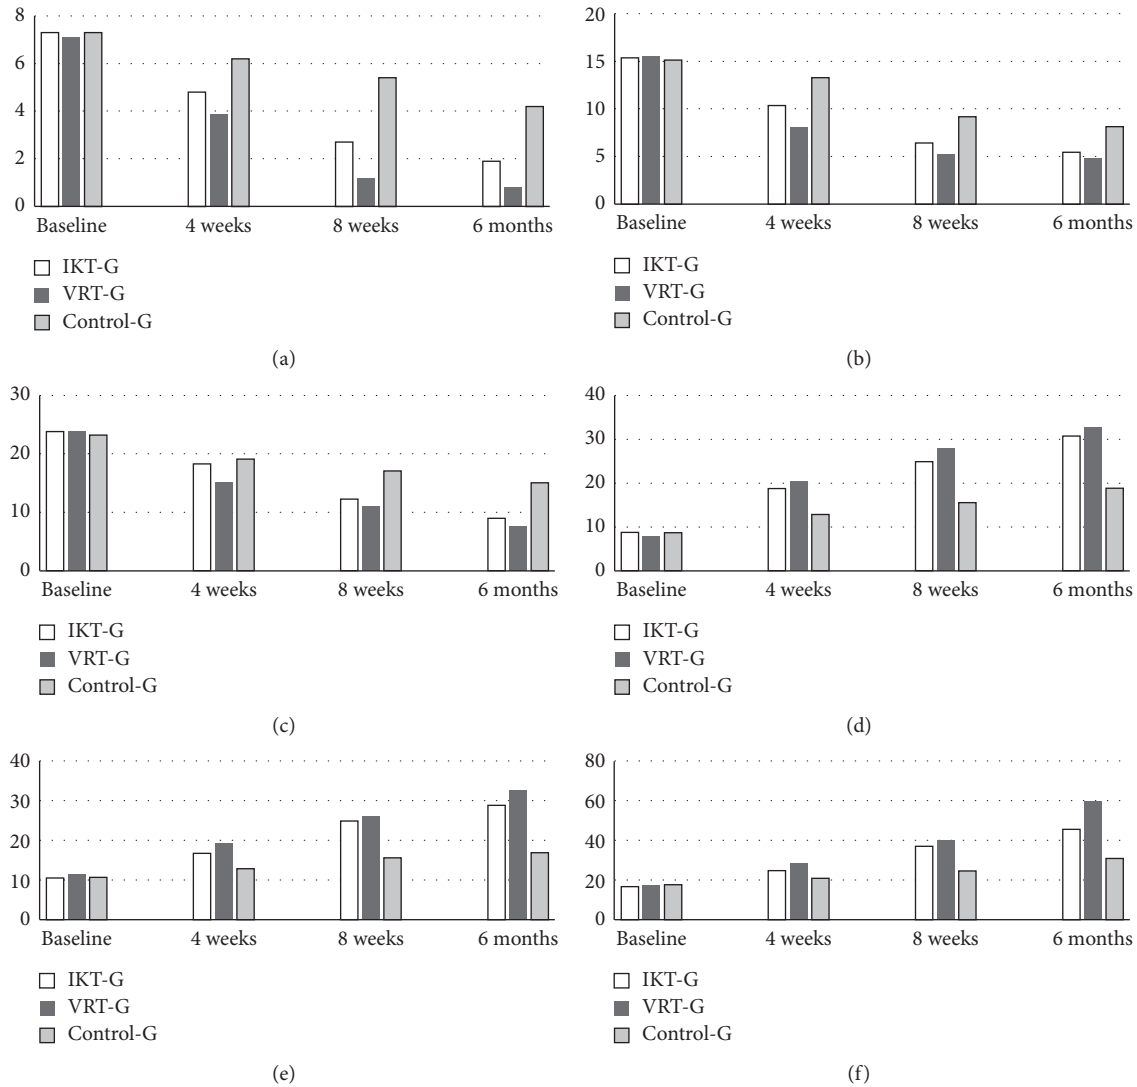 8
6
4
2
0
Baseline 4 weeks 8 weeks 6 months
IKT-G
VRT-G
Control-G
(a)
20
15
10
5
0
Baseline 4 weeks 8 weeks 6 months
IKT-G
VRT-G
Control-G
(b)
30
20
10
0
Baseline 4 weeks 8 weeks 6 months
IKT-G
VRT-G
Control-G
(c)
40
30
20
10
0
Baseline 4 weeks 8 weeks 6 months
IKT-G
VRT-G
Control-G
(d)
40
30
20
10
0
Baseline 4 weeks 8 weeks 6 months
IKT-G
VRT-G
Control-G
(e)
80
60
40
20
0
Baseline 4 weeks 8 weeks 6 months
IKT-G
VRT-G
Control-G
(f)